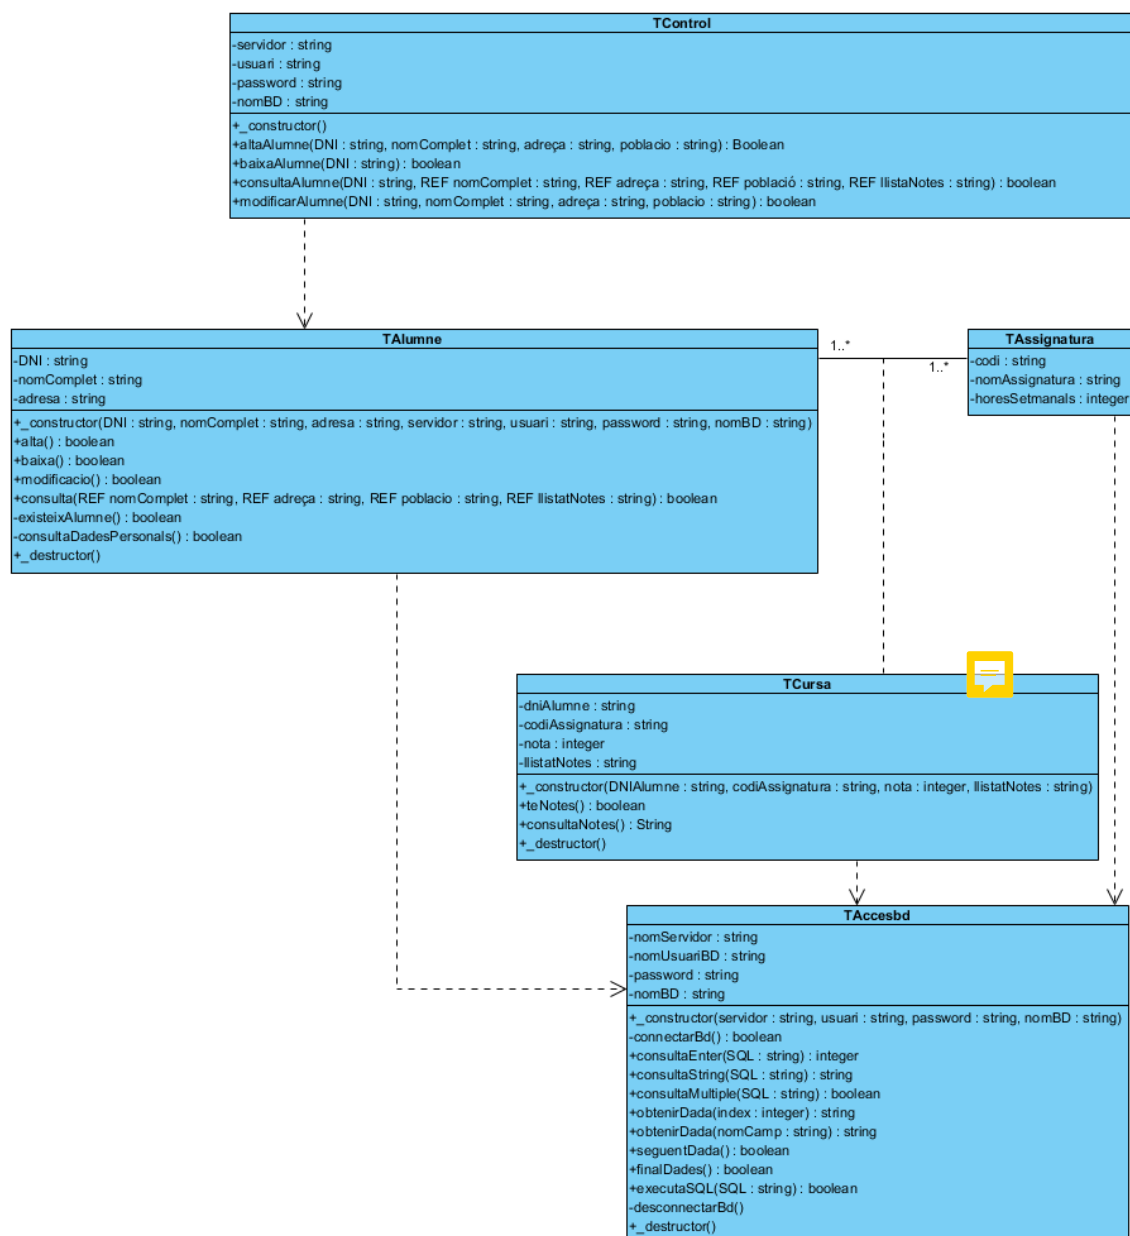 TControl
-servidor : string
-usuari : string
-password : string
-nomBD : string
+_constructor()
+altaAlumne(DNI : string, nomComplet : string, adreça : string, poblacio : string) : Boolean
+baixaAlumne(DNI : string) : boolean
+consultaAlumne(DNI : string, REF nomComplet : string, REF adreça : string, REF població : string, REF llistaNotes : string) : boolean
+modificarAlumne(DNI : string, nomComplet : string, adreça : string, poblacio : string) : boolean
TAlumne
-DNI : string
-nomComplet : string
-adresa : string
+_constructor(DNI : string, nomComplet : string, adresa : string, servidor : string, usuari : string, password : string, nomBD : string)
+alta() : boolean
+baixa() : boolean
+modificacio() : boolean
+consulta(REF nomComplet : string, REF adreça : string, REF poblacio : string, REF llistatNotes : string) : boolean
-existeixAlumne() : boolean
-consultaDadesPersonals() : boolean
+_destructor()
1..*
1..*
TAssignatura
-codi : string
-nomAssignatura : string
-horesSetmanals : integer
TCursa
-dniAlumne : string
-codiAssignatura : string
-nota : integer
-llistatNotes : string
+_constructor(DNIAlumne : string, codiAssignatura : string, nota : integer, llistatNotes : string)
+teNotes() : boolean
+consultaNotes() : String
+_destructor()
TAccesbd
-nomServidor : string
-nomUsuariBD : string
-password : string
-nomBD : string
+_constructor(servidor : string, usuari : string, password : string, nomBD : string)
-connectarBd() : boolean
+consultaEnter(SQL : string) : integer
+consultaString(SQL : string) : string
+consultaMultiple(SQL : string) : boolean
+obtenirDada(index : integer) : string
+obtenirDada(nomCamp : string) : string
+seguentDada() : boolean
+finalDades() : boolean
+executaSQL(SQL : string) : boolean
-desconnectarBd()
+_destructor()